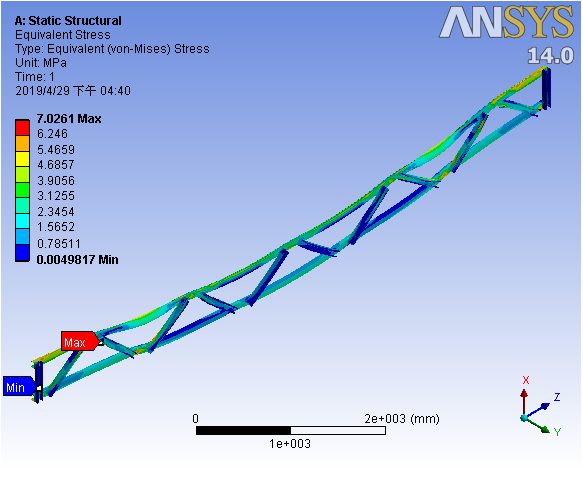 A: Static Structural
Equivalent Stress
Type: Equivalent (von-Mises) Stress
Unit: MPa
Time: 1
2019/4/29 下午 04:40
ANSYS
14.0
7.0261 Max
6.246
5.4659
4.6857
3.9056
3.1255
2.3454
1.5652
0.78511
0.0049817 Min
Max
Min
0
2e+003 (mm)
1e+003
X
Z
Y